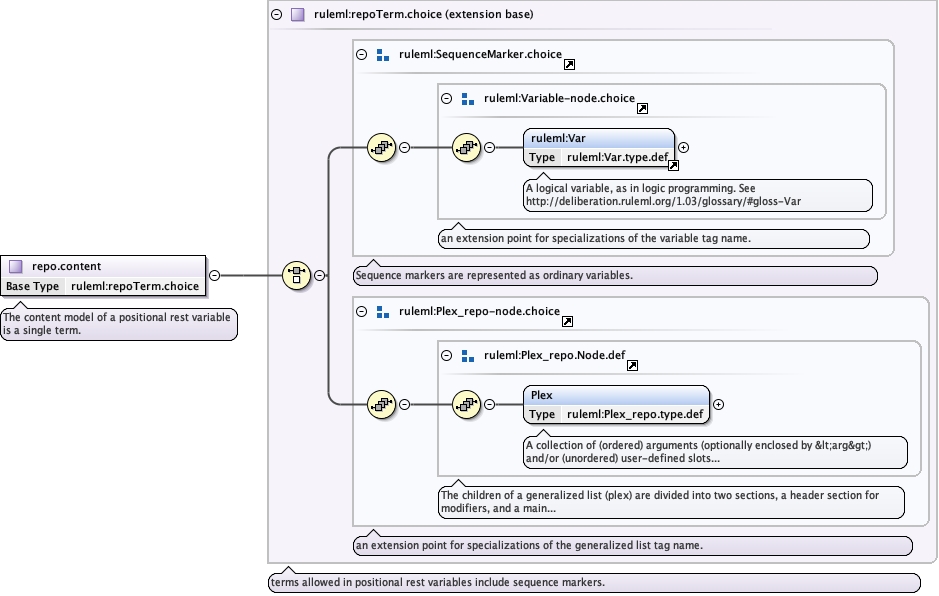 ruleml:repoTerm.choice (extension base)
ruleml:SequenceMarker.choice
ruleml:Variable-node.choice
ruleml:Var
Type ruleml:Var.type.def
A logical variable, as in logic programming. See
http://deliberation.ruleml.org/1.03/glossary/#gloss-Var
an extension point for specializations of the variable tag name.
Sequence markers are represented as ordinary variables.
repo.content
Base Type ruleml:repoTerm.choice
The content model of a positional rest variable
is a single term.
ruleml:Plex_repo-node.choice
ruleml:Plex_repo.Node.def
Plex
Type ruleml:Plex_repo.type.def
A collection of (ordered) arguments (optionally enclosed by &lt;arg&gt;)
and/or (unordered) user-defined slots...
The children of a generalized list (plex) are divided into two sections, a header section for
modifiers, and a main...
an extension point for specializations of the generalized list tag name.
terms allowed in positional rest variables include sequence markers.